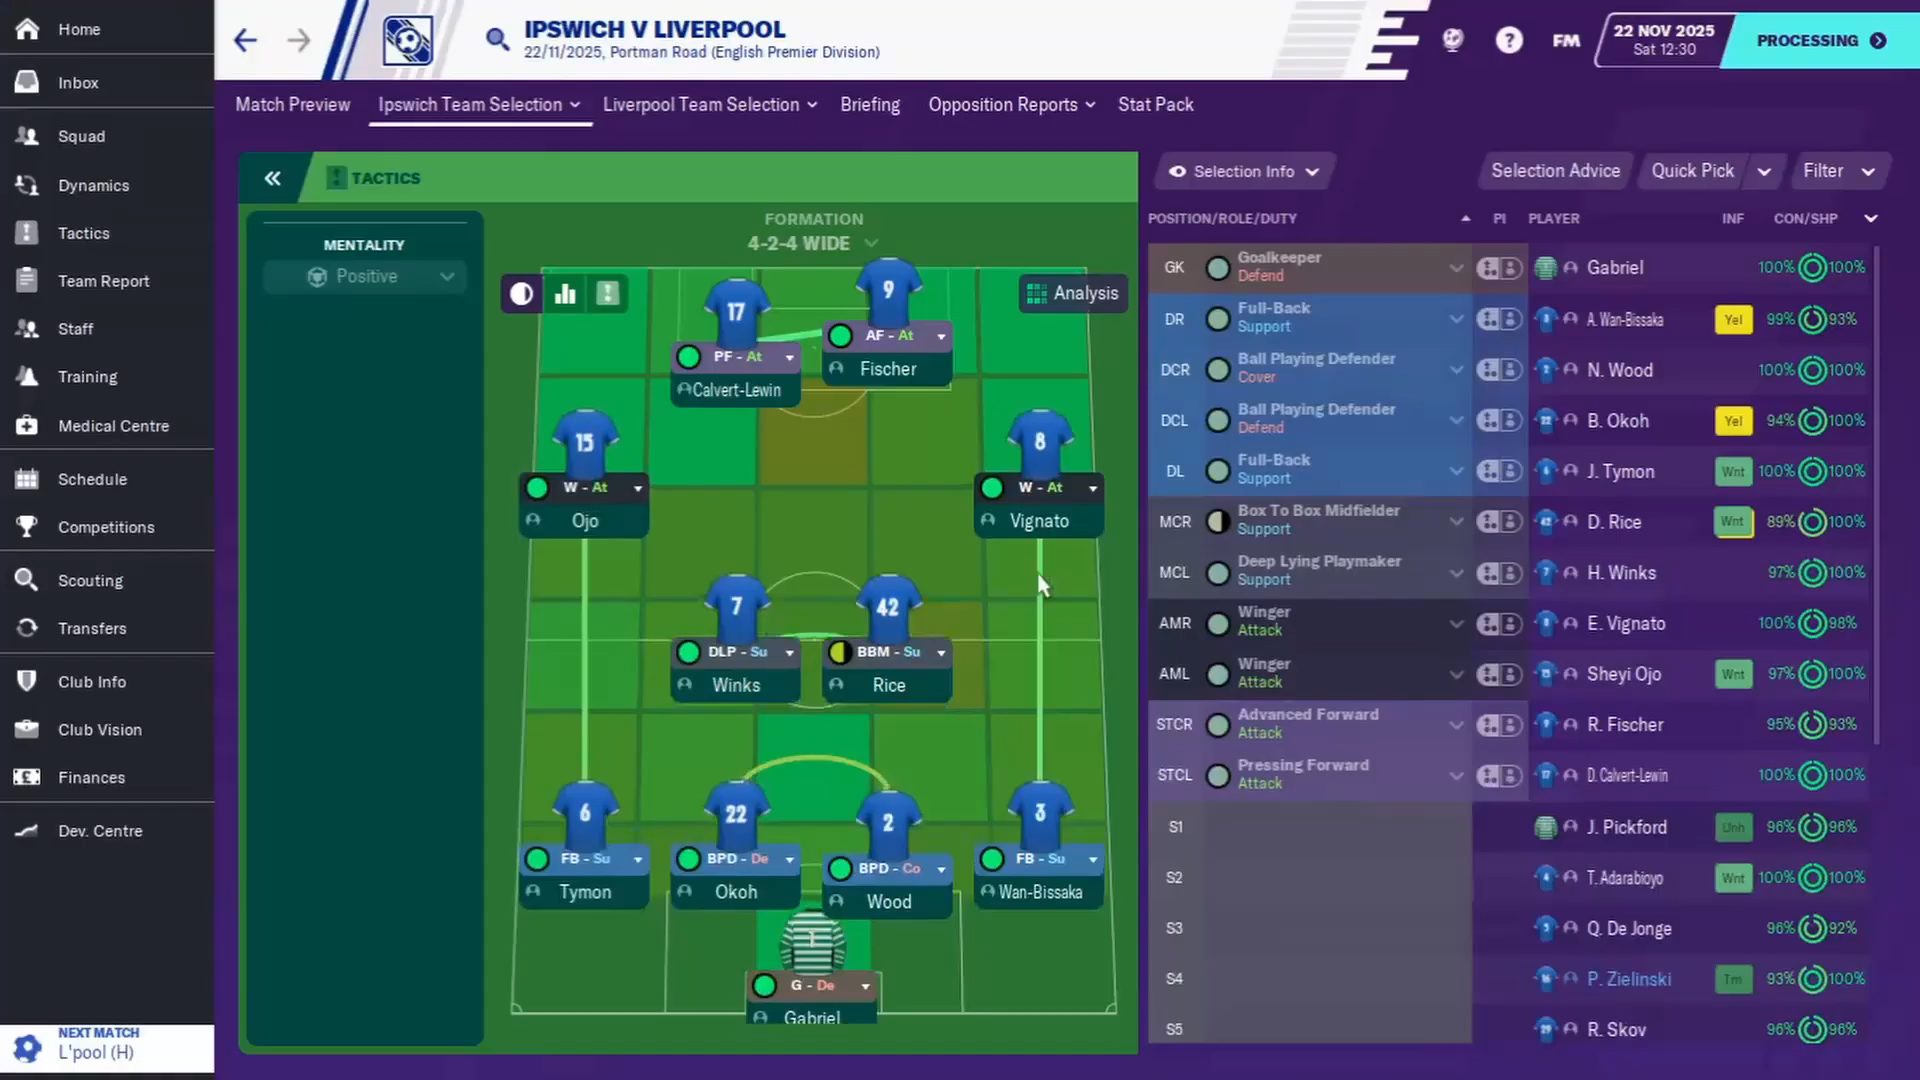 Home
Inbox
Squad
Dynamics
Tactics
Team Report
Staff
Training
Medical Centre
Schedule
Competitions
Scouting
Transfers
Club Info
Club Vision
Finances
Dev. Centre
NEXT MATCH
L'pool (H)
IPSWICH V LIVERPOOL
22/11/2025, Portman Road (English Premier Division)
?
FM
22 NOV 2025
Sat 12:30
PROCESSING
Match Preview
Ipswich Team Selection
Liverpool Team Selection
Briefing
Opposition Reports
Stat Pack
TACTICS
MENTALITY
Positive
FORMATION
4-2-4 WIDE
Analysis
17
PF - At
Calvert-Lewin
9
AF - At
Fischer
15
W - At
Ojo
8
W - At
Vignato
7
DLP - Su
Winks
42
BBM - Su
Rice
6
FB - Su
Tymon
22
BPD - De
Okoh
2
BPD - Co
Wood
3
FB - Su
Wan-Bissaka
1
G - De
Gabriel
Selection Info
Selection Advice
Quick Pick
Filter
POSITION/ROLE/DUTY PI PLAYER INF CON/SHP
GK Goalkeeper Defend Gabriel 100% 100%
DR Full-Back Support A. Wan-Bissaka Yel 99% 93%
DCR Ball Playing Defender Cover N. Wood 100% 100%
DCL Ball Playing Defender Defend B. Okoh Yel 94% 100%
DL Full-Back Support J. Tymon Wnt 100% 100%
MCR Box To Box Midfielder Support D. Rice Wnt 89% 100%
MCL Deep Lying Playmaker Support H. Winks 97% 100%
AMR Winger Attack E. Vignato 100% 98%
AML Winger Attack Sheyi Ojo Wnt 97% 100%
STCR Advanced Forward Attack R. Fischer 95% 93%
STCL Pressing Forward Attack D. Calvert-Lewin 100% 100%
S1 J. Pickford Unh 96% 96%
S2 T. Adarabioyo Wnt 100% 100%
S3 Q. De Jonge 96% 92%
S4 P. Zielinski Trn 93% 100%
S5 R. Skov 96% 96%